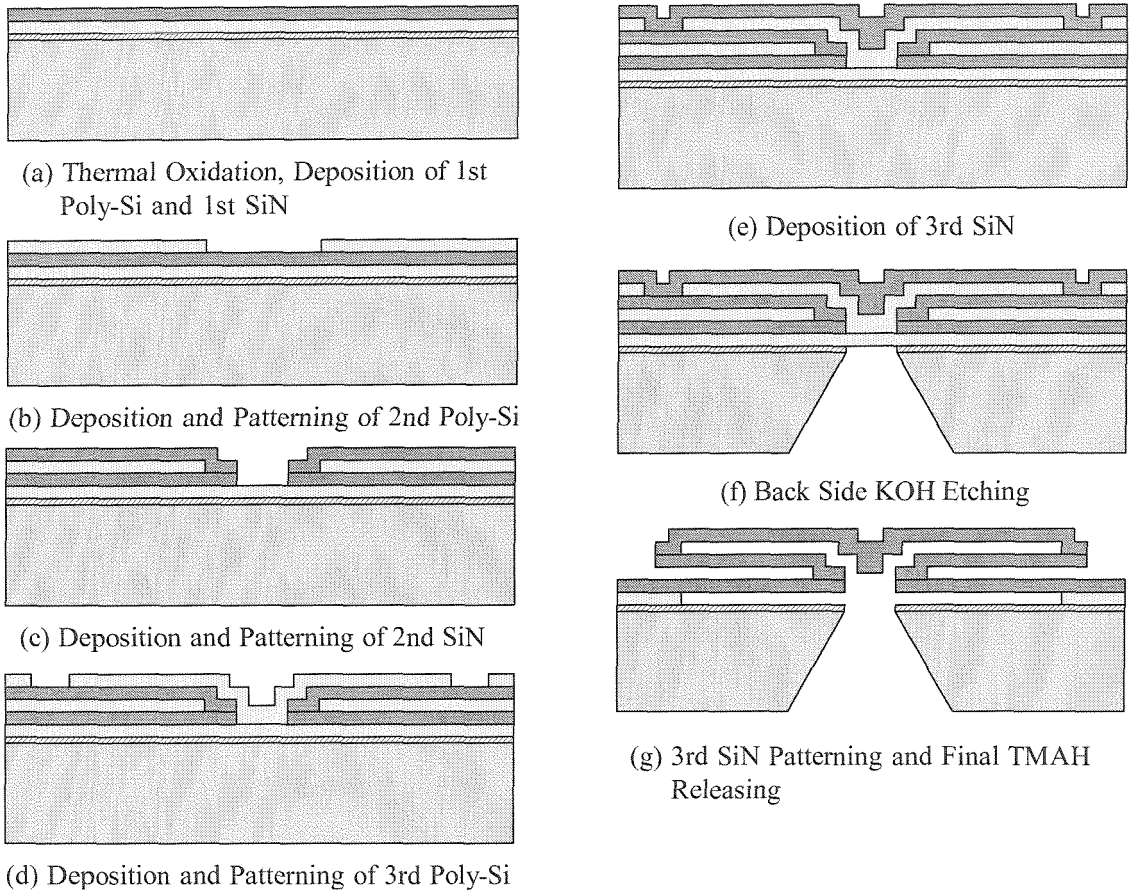 (a) Thermal Oxidation, Deposition of 1st
Poly-Si and 1st SiN
(b) Deposition and Patterning of 2nd Poly-Si
(c) Deposition and Patterning of 2nd SiN
(d) Deposition and Patterning of 3rd Poly-Si
(e) Deposition of 3rd SiN
(f) Back Side KOH Etching
(g) 3rd SiN Patterning and Final TMAH
Releasing